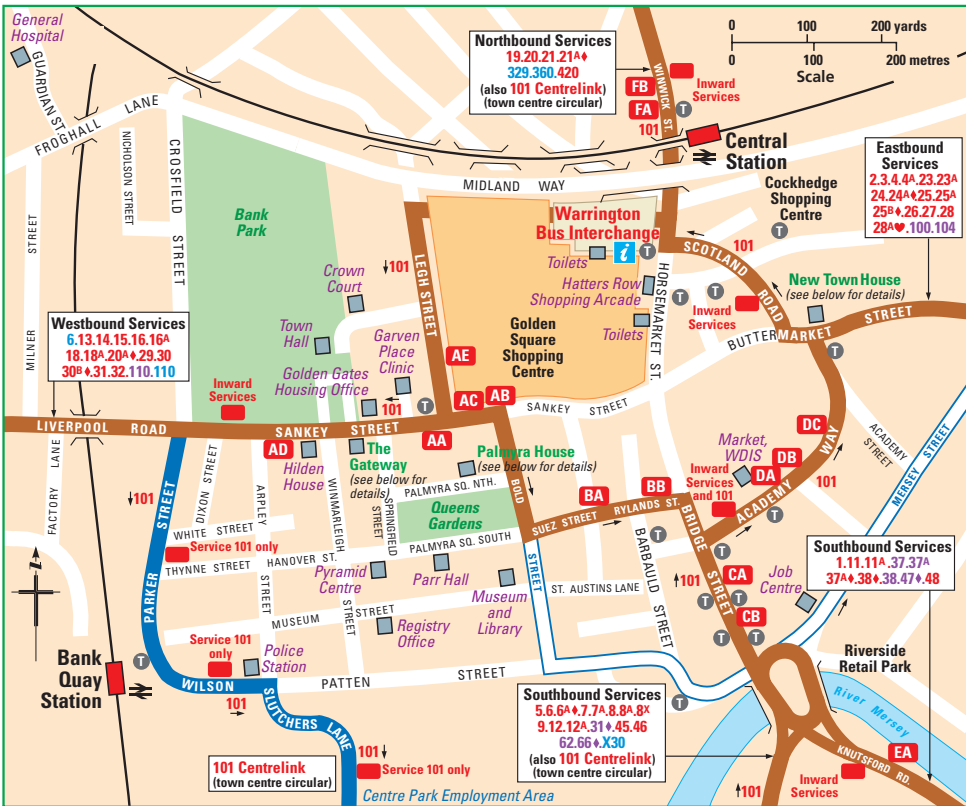 General
Hospital
GUARDIAN ST.
FROGHALL LANE
NICHOLSON STREET
CROSFIELD STREET
MILNER STREET
Northbound Services
19.20.21.21A♦
329.360.420
(also 101 Centrelink)
(town centre circular)
WINWICK ST.
FB
FA
101
Inward
Services
T
0 100 200 yards
0 100 200 metres
Scale
Central
Station
Eastbound
Services
2.3.4.4A.23.23A
24.24A♦.25.25A
25B♦.26.27.28
28A♥.100.104
MIDLAND WAY
Cockhedge
Shopping
Centre
T
Bank
Park
Warrington
Bus Interchange
Toilets
i
T
101
SCOTLAND ROAD
HORSEMARKET ST.
Hatters Row
Shopping Arcade
T
T
Inward
Services
New Town House
(see below for details)
101
LEGH STREET
Crown
Court
Town
Hall
Garven
Place
Clinic
Golden Gates
Housing Office
Golden
Square
Shopping
Centre
Toilets
BUTTERMARKET STREET
T
Westbound Services
6.13.14.15.16.16A
18.18A.20A♦.29.30
30B♦.31.32.110.110
Inward
Services
AE
AC
AB
T
101
SANKEY STREET
LIVERPOOL ROAD
SANKEY STREET
AD
AA
Hilden
House
The
Gateway
(see below for
details)
Palmyra House
(see below for details)
DC
ACADEMY STREET
MERSEY STREET
Market,
WDIS
DB
DA
FACTORY LANE
DIXON STREET
ARPLEY STREET
WINMARLEIGH STREET
SPRINGFIELD STREET
PALMYRA SQ. NTH.
Queens
Gardens
BOLD STREET
BA
BB
SUEZ STREET
RYLANDS ST.
BRIDGE STREET
Inward
Services
and 101
ACADEMY WAY
101
T
T
101
PARKER STREET
WHITE STREET
Service 101 only
THYNNE STREET
HANOVER ST.
PALMYRA SQ SOUTH
Pyramid
Centre
Parr Hall
Museum
and
Library
ST. AUSTINS LANE
BARBAULD STREET
101
CA
T
T
CB
T
T
Job
Centre
Southbound Services
1.11.11A.37.37A
37A♦.38♦.38.47♦.48
MUSEUM STREET
Registry
Office
Service 101
only
Police
Station
T
Bank
Quay
Station
WILSON
PATTEN STREET
101
SLUTCHERS LANE
Riverside
Retail Park
River Mersey
T
Southbound Services
5.6.6A♦.7.7A.8.8A.8X
9.12.12A.31♦.45.46
62.66♦.X30
(also 101 Centrelink)
(town centre circular)
EA
KNUTSFORD RD.
Inward
Services
101
101 Centrelink
(town centre circular)
101
Service 101 only
Centre Park Employment Area